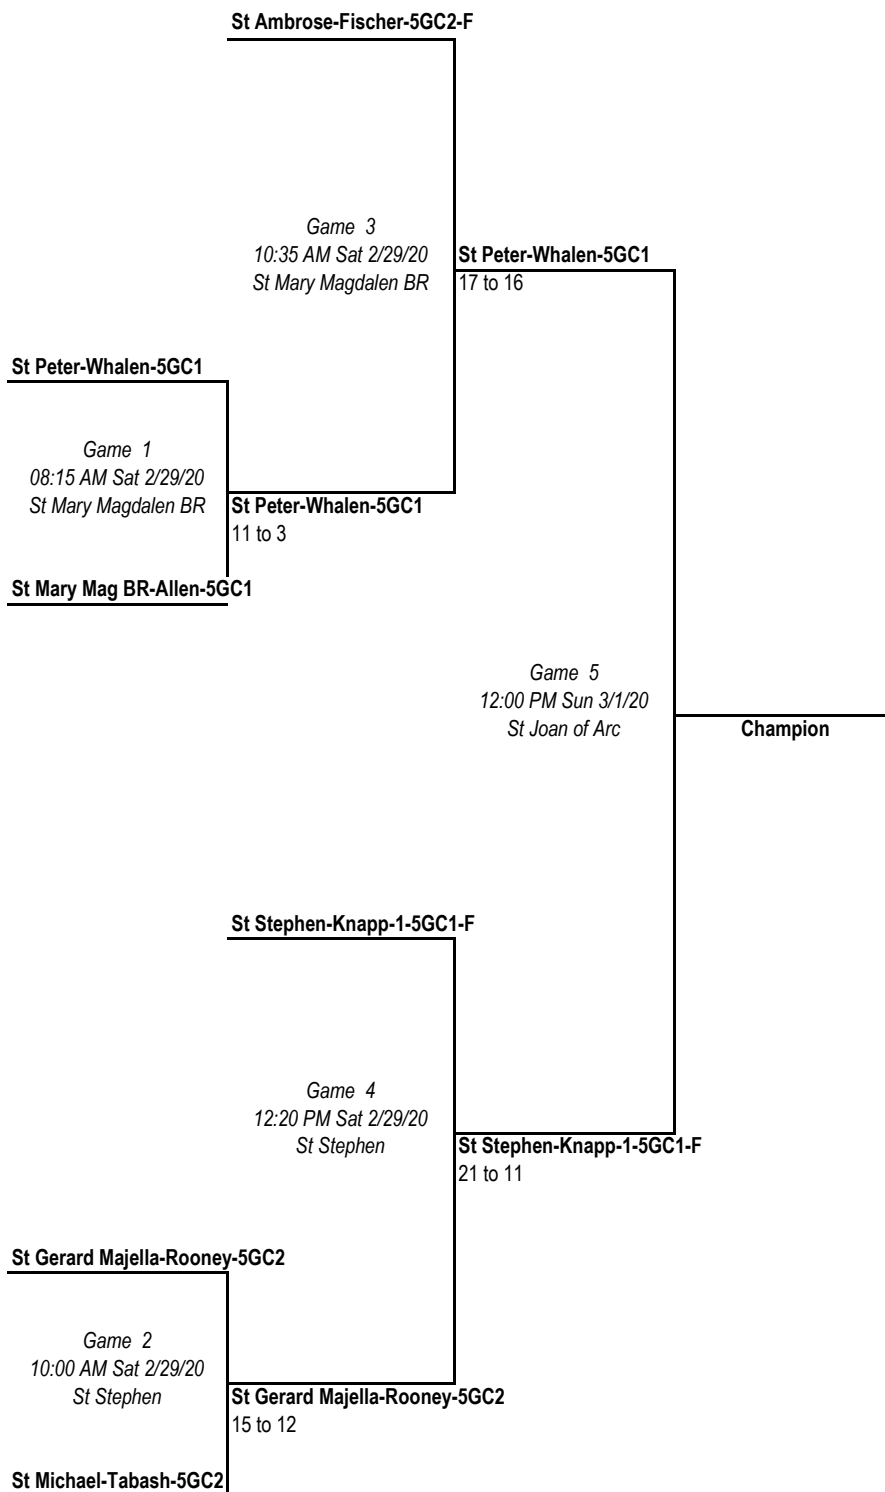 St Ambrose-Fischer-5GC2-F
Game 3
10:35 AM Sat 2/29/20
St Mary Magdalen BR
St Peter-Whalen-5GC1
17 to 16
St Peter-Whalen-5GC1
Game 1
08:15 AM Sat 2/29/20
St Mary Magdalen BR
St Peter-Whalen-5GC1
11 to 3
St Mary Mag BR-Allen-5GC1
Game 5
12:00 PM Sun 3/1/20
St Joan of Arc
Champion
St Stephen-Knapp-1-5GC1-F
Game 4
12:20 PM Sat 2/29/20
St Stephen
St Stephen-Knapp-1-5GC1-F
21 to 11
St Gerard Majella-Rooney-5GC2
Game 2
10:00 AM Sat 2/29/20
St Stephen
St Gerard Majella-Rooney-5GC2
15 to 12
St Michael-Tabash-5GC2